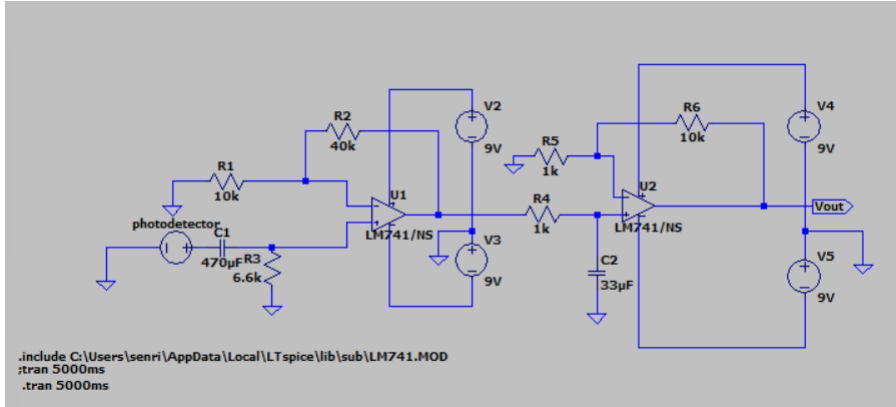 V2
V4
R6
R2
R5
9V
10k
9V
40k
1k
R1
U1
U2
R4
10k
Vout
photodetector
C1
LM741/NS
1k
LM741/NS
V3
V5
470µF
R3
C2
6.6k
9V
33µF
9V
.include C:\Users\senri\AppData\Local\LTspice\lib\sub\LM741.MOD
;tran 5000ms
.tran 5000ms